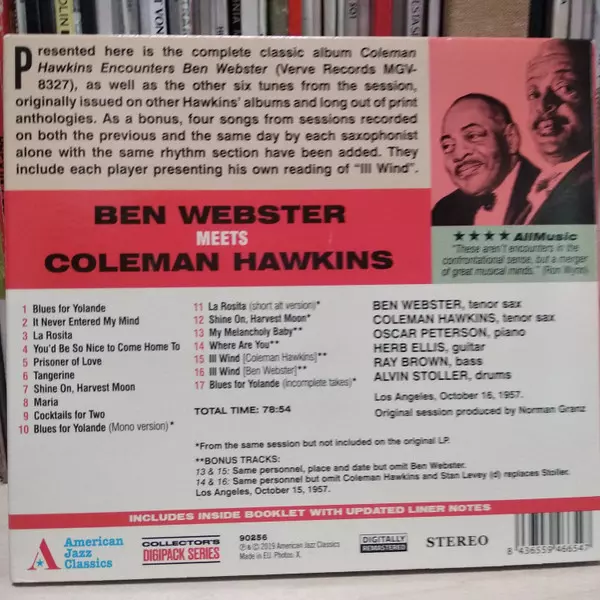 Presented here is the complete classic album Coleman
Hawkins Encounters Ben Webster (Verve Records MGV-
8327), as well as the other six tunes from the session,
originally issued on other Hawkins' albums and long out of print
anthologies. As a bonus, four songs from sessions recorded
on both the previous and the same day by each saxophonist
alone with the same rhythm section have been added. They
include each player presenting his own reading of "Ill Wind".
★★★★ AllMusic
"These aren't encounters in the
confrontational sense, but a merger
of great musical minds." (Ron Wynn)
BEN WEBSTER
MEETS
COLEMAN HAWKINS
1 Blues for Yolande
2 It Never Entered My Mind
3 La Rosita
4 You'd Be So Nice to Come Home To
5 Prisoner of Love
6 Tangerine
7 Shine On, Harvest Moon
8 Maria
9 Cocktails for Two
10 Blues for Yolande (Mono version)*
11 La Rosita (short alt version)*
12 Shine On, Harvest Moon*
13 My Melancholy Baby**
14 Where Are You**
15 Ill Wind [Coleman Hawkins]**
16 Ill Wind [Ben Webster]**
17 Blues for Yolande (incomplete takes)*
TOTAL TIME: 78:54
BEN WEBSTER, tenor sax
COLEMAN HAWKINS, tenor sax
OSCAR PETERSON, piano
HERB ELLIS, guitar
RAY BROWN, bass
ALVIN STOLLER, drums
Los Angeles, October 16, 1957.
Original session produced by Norman Granz
*From the same session but not included on the original LP.
**BONUS TRACKS:
13 & 15: Same personnel, place and date but omit Ben Webster.
14 & 16: Same personnel but omit Coleman Hawkins and Stan Levey (d) replaces Stoller.
Los Angeles, October 15, 1957.
INCLUDES INSIDE BOOKLET WITH UPDATED LINER NOTES
American
Jazz
Classics
COLLECTOR'S
DIGIPACK SERIES
90256
℗ & © 2019 American Jazz Classics
Made in EU. Photos: X.
DIGITALLY
REMASTERED
STEREO
8 436559 466547